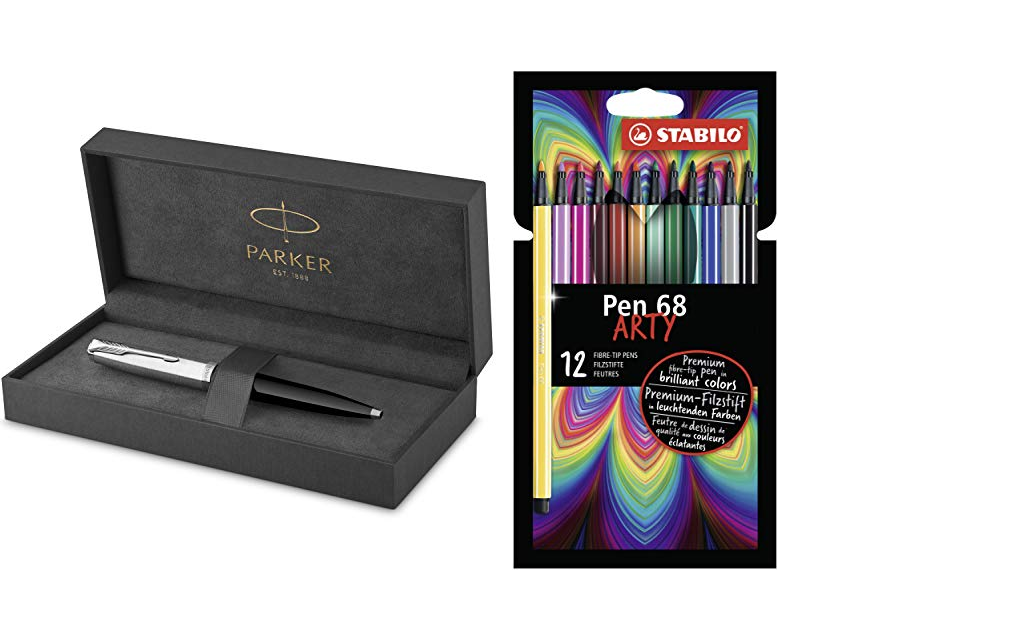 PARKER
EST. 1888
STABILO
Pen 68
ARTY
12
FIBRE-TIP PENS
FILZSTIFTE
FEUTRES
Premium
fibre-tip pen in
brilliant colors
Premium-Filzstift
in leuchtenden Farben
Feutre de dessin de
qualité aux couleurs
éclatantes